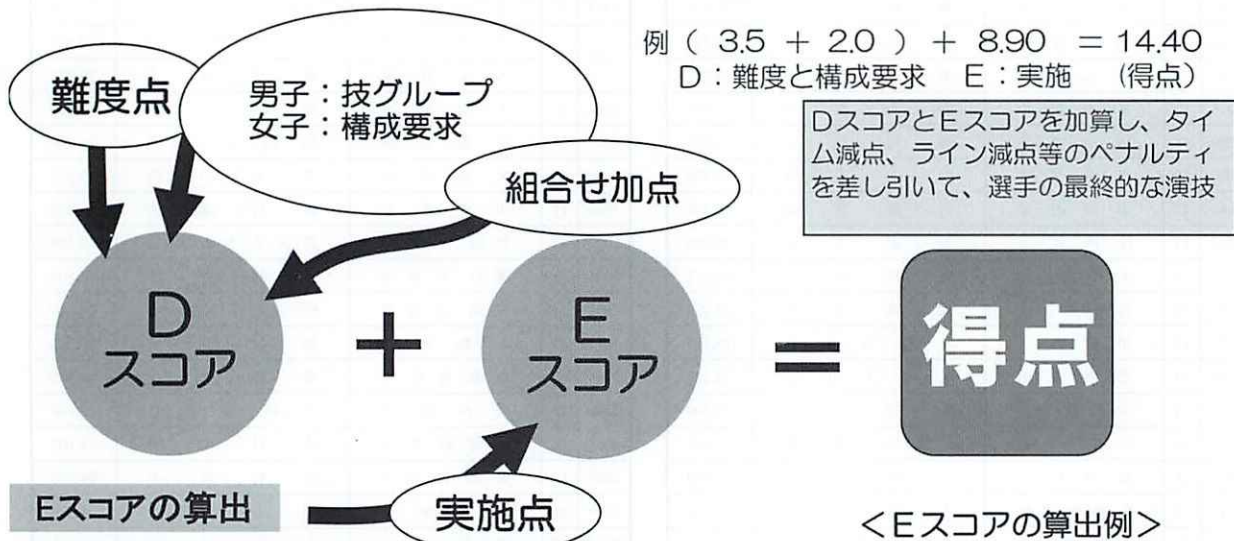 例（ 3.5 ＋ 2.0 ）＋ 8.90 ＝ 14.40
D：難度と構成要求　E：実施　（得点）
難度点
男子：技グループ
女子：構成要求
組合せ加点
DスコアとEスコアを加算し、タイ
ム減点、ライン減点等のペナルティ
を差し引いて、選手の最終的な演技
D
スコア
＋
E
スコア
＝
得点
Eスコアの算出
実施点
＜Eスコアの算出例＞